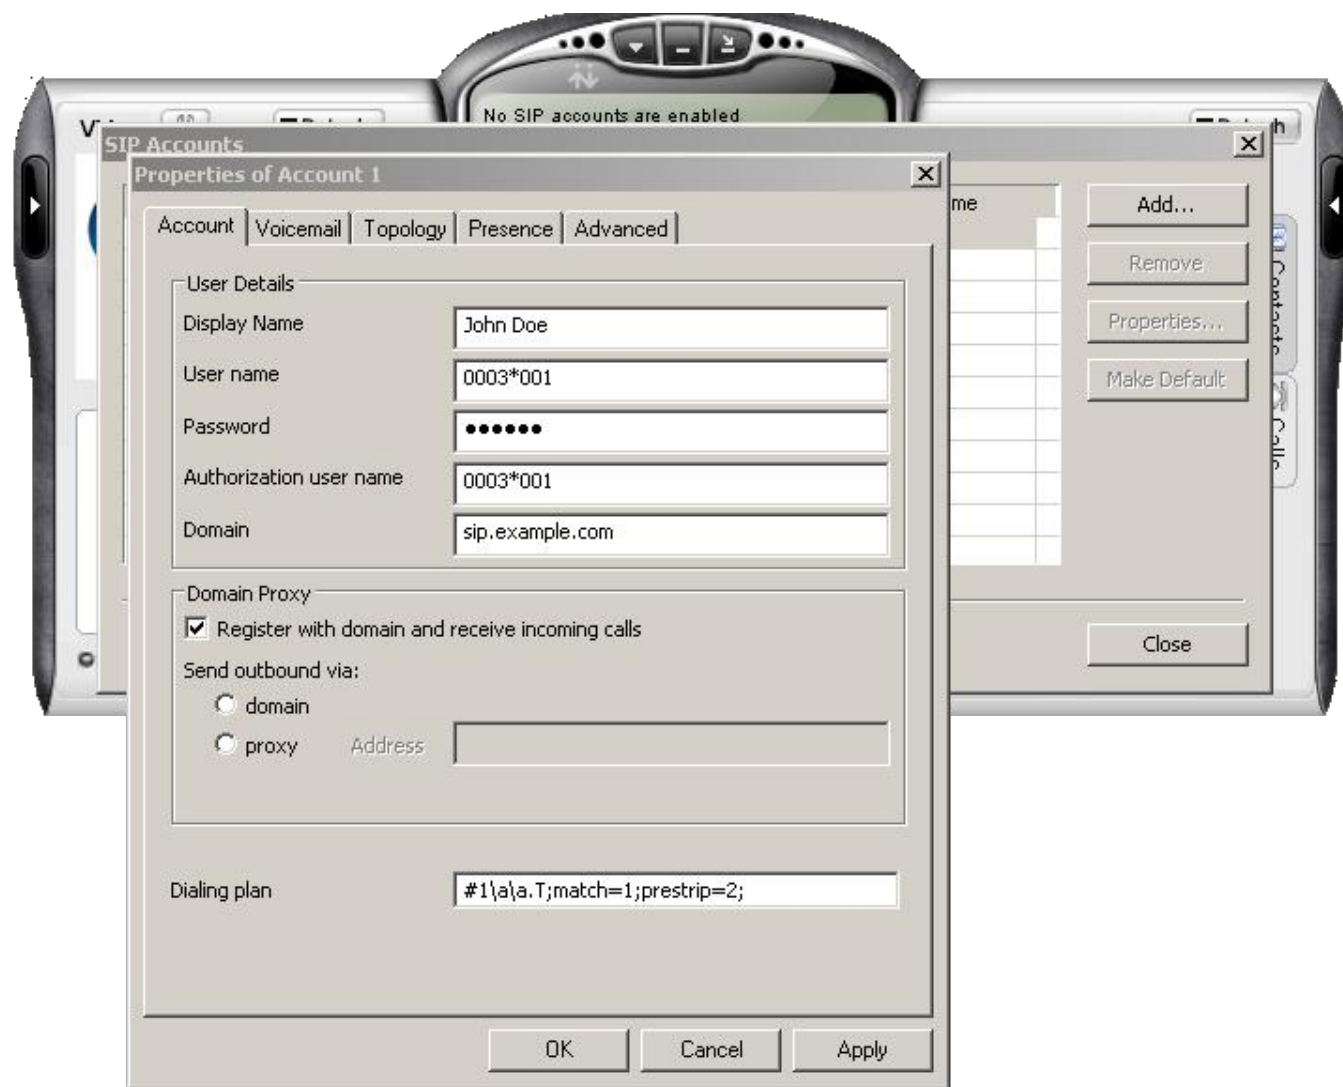 No SIP accounts are enabled
SIP Accounts
Properties of Account 1
me
Add...
Account
Voicemail
Topology
Presence
Advanced
Remove
User Details
Display Name
John Doe
Properties...
User name
0003*001
Make Default
Password
●●●●●●
Authorization user name
0003*001
Domain
sip.example.com
Domain Proxy
Register with domain and receive incoming calls
Close
Send outbound via:
domain
proxy
Address
Dialing plan
#1\a\a.T;match=1;prestrip=2;
OK
Cancel
Apply
Contacts
Calls